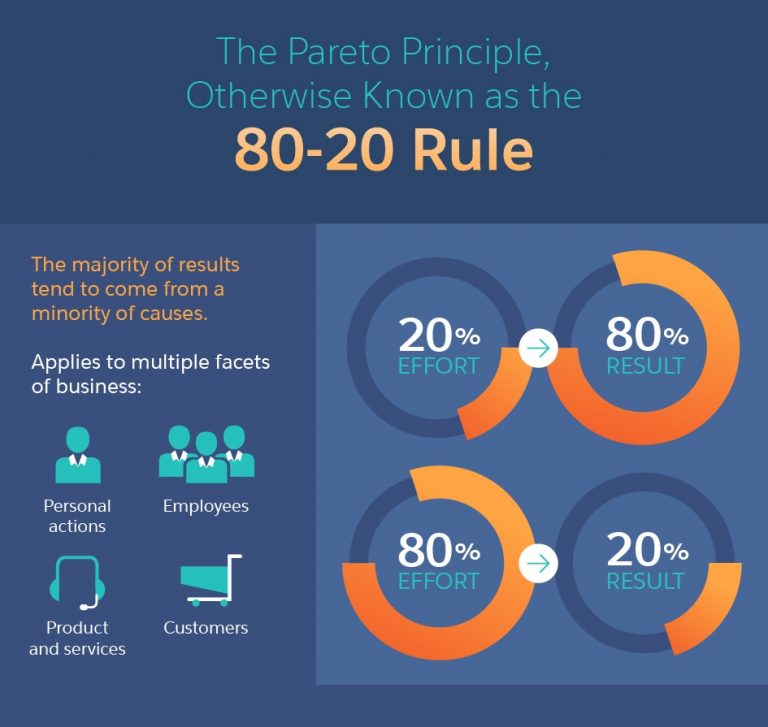 The Pareto Principle,
Otherwise Known as the
80-20 Rule
The majority of results
tend to come from a
minority of causes.
Applies to multiple facets
of business:
Personal
actions
Employees
Product
and services
Customers
20%
EFFORT
80%
RESULT
80%
EFFORT
20%
RESULT